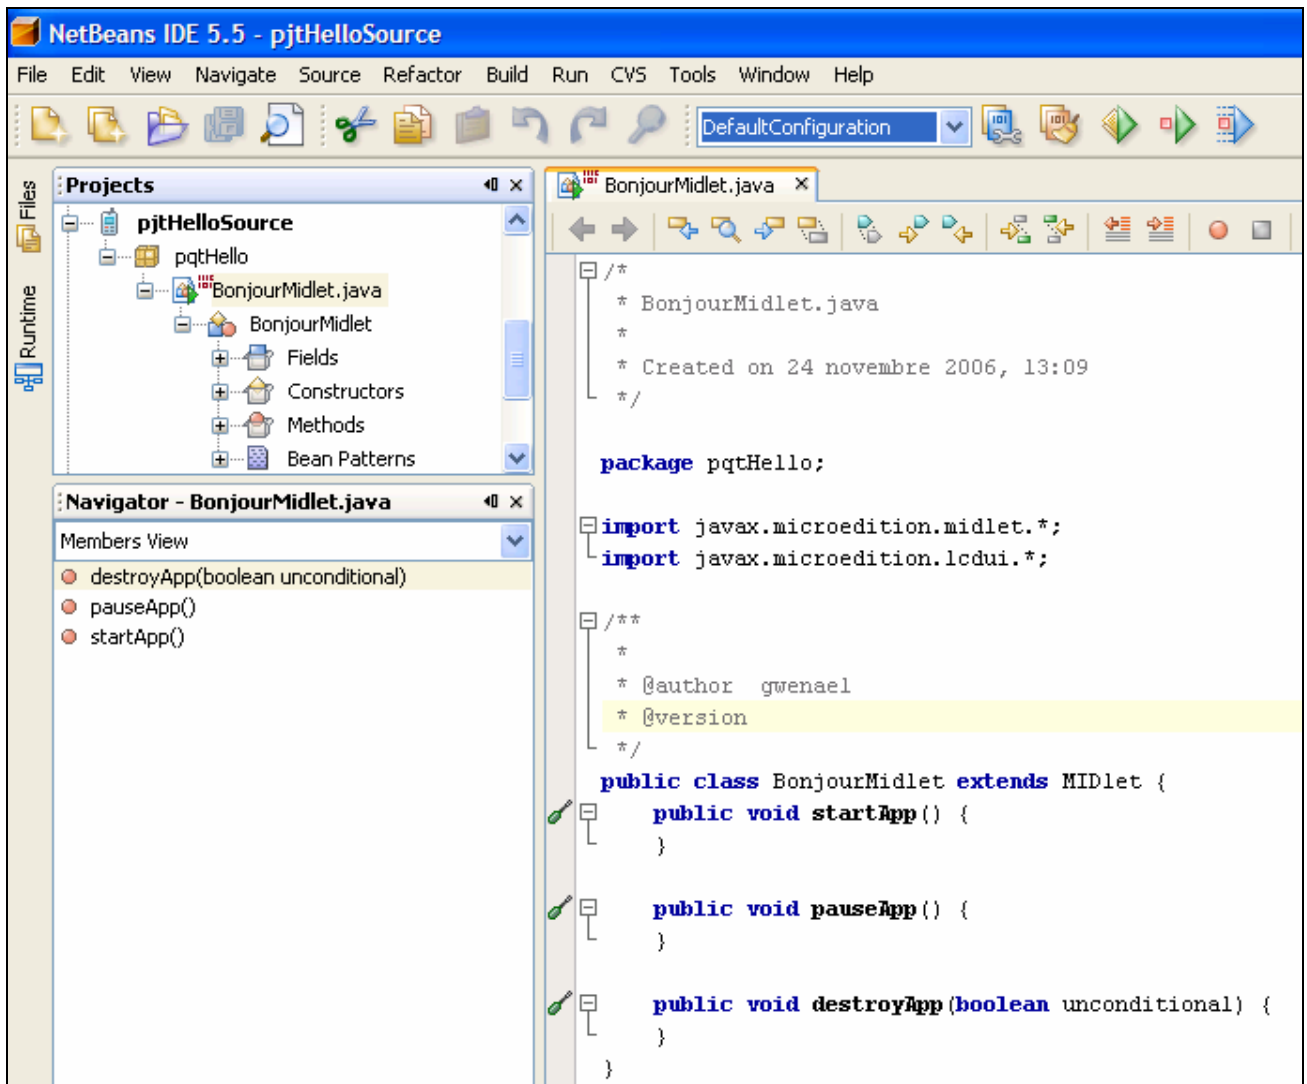 NetBeans IDE 5.5 - pjtHelloSource
File Edit View Navigate Source Refactor Build Run CVS Tools Window Help
DefaultConfiguration
Files
Runtime
Projects
pjtHelloSource
pqtHello
BonjourMidlet.java
BonjourMidlet
Fields
Constructors
Methods
Bean Patterns
Navigator - BonjourMidlet.java
Members View
destroyApp(boolean unconditional)
pauseApp()
startApp()
BonjourMidlet.java
/*
* BonjourMidlet.java
*
* Created on 24 novembre 2006, 13:09
*/
package pqtHello;
import javax.microedition.midlet.*;
import javax.microedition.lcdui.*;
/**
*
* @author gwenael
* @version
*/
public class BonjourMidlet extends MIDlet {
public void startApp() {
}
public void pauseApp() {
}
public void destroyApp(boolean unconditional) {
}
}